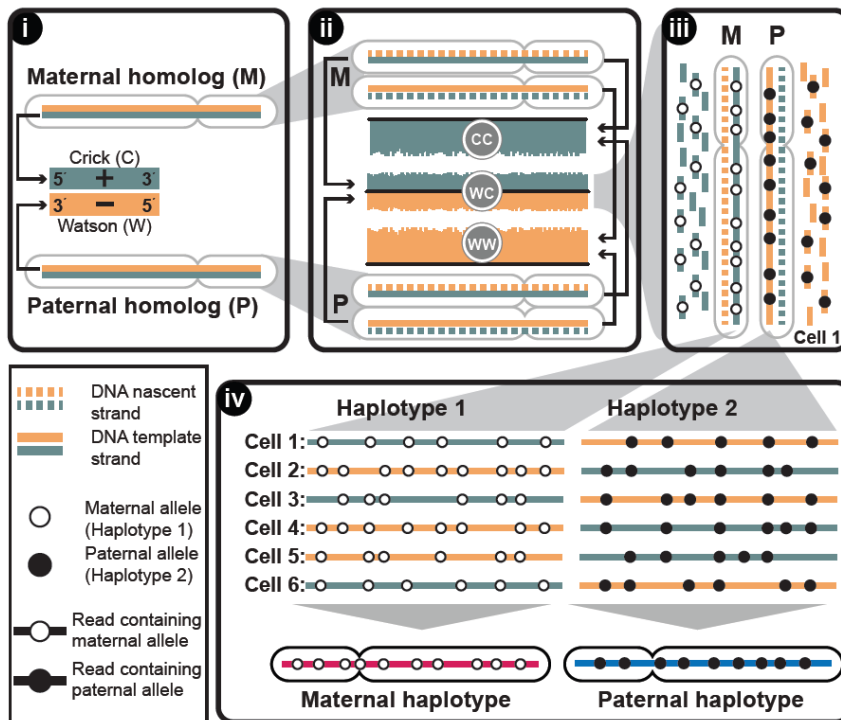 i
Maternal homolog (M)
Crick (C)
5´ + 3´
3´ − 5´
Watson (W)
Paternal homolog (P)
ii
M
CC
WC
WW
P
iii
M P
Cell 1
DNA nascent
strand
DNA template
strand
Maternal allele
(Haplotype 1)
Paternal allele
(Haplotype 2)
Read containing
maternal allele
Read containing
paternal allele
iv
Haplotype 1 Haplotype 2
Cell 1:
Cell 2:
Cell 3:
Cell 4:
Cell 5:
Cell 6:
Maternal haplotype Paternal haplotype